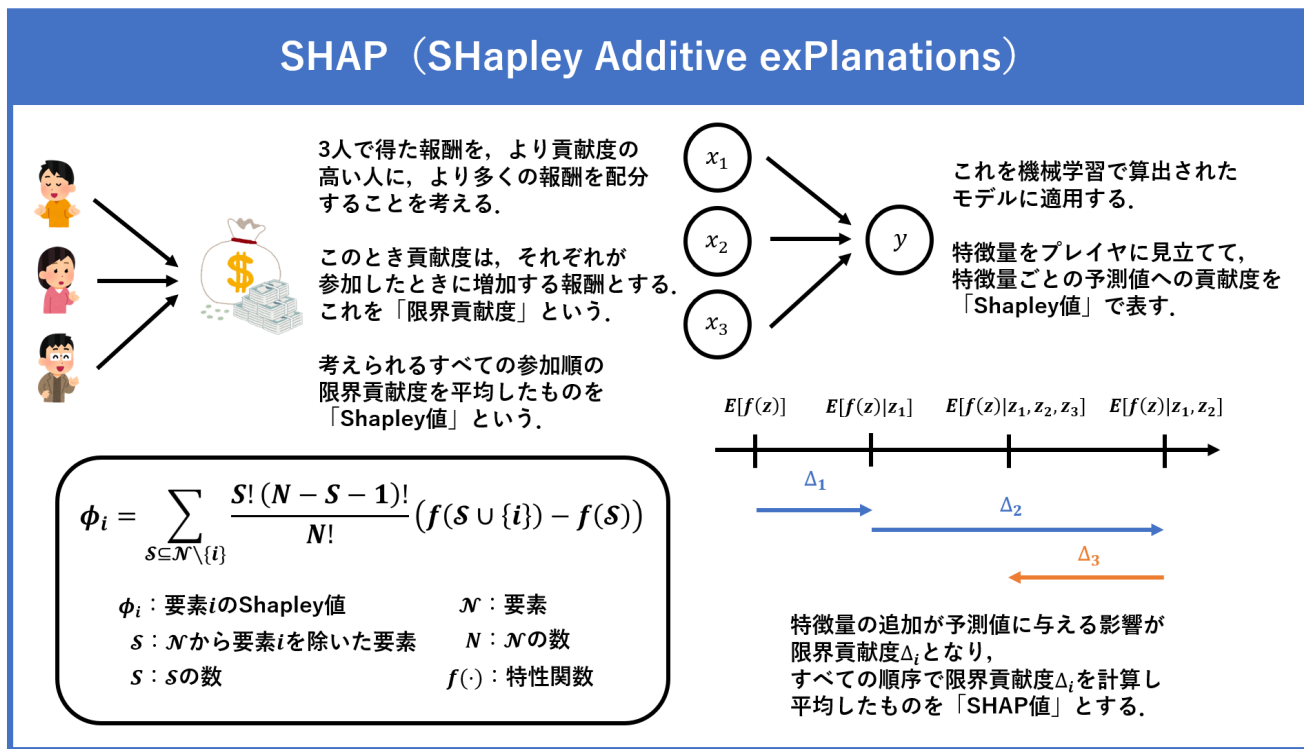 SHAP（SHapley Additive exPlanations）
3人で得た報酬を，より貢献度の
高い人に，より多くの報酬を配分
することを考える．
このとき貢献度は，それぞれが
参加したときに増加する報酬とする．
これを「限界貢献度」という．
考えられるすべての参加順の
限界貢献度を平均したものを
「Shapley値」という．
$
x₁
x₂
x₃
y
これを機械学習で算出された
モデルに適用する．
特徴量をプレイヤに見立てて，
特徴量ごとの予測値への貢献度を
「Shapley値」で表す．
ϕᵢ = ∑_{𝓢⊆𝓝∖{i}} S! (N − S − 1)! / N! (f(𝓢 ∪ {i}) − f(𝓢))
ϕᵢ：要素iのShapley値
𝓝：要素
𝓢：𝓝から要素iを除いた要素
N：𝓝の数
S：𝓢の数
f(·)：特性関数
E[f(z)] E[f(z)|z₁] E[f(z)|z₁, z₂, z₃] E[f(z)|z₁, z₂]
Δ₁
Δ₂
Δ₃
特徴量の追加が予測値に与える影響が
限界貢献度Δᵢとなり，
すべての順序で限界貢献度Δᵢを計算し
平均したものを「SHAP値」とする．